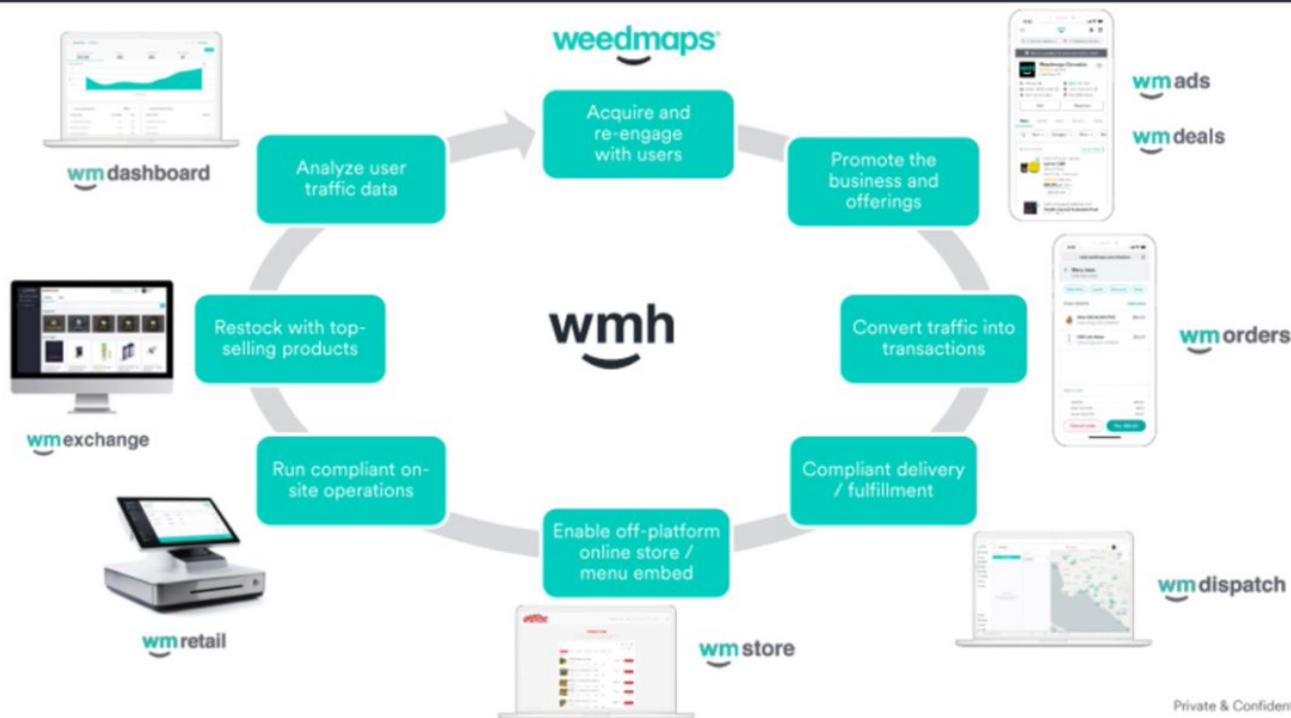 weedmaps
Acquire and
re-engage
with users
Promote the
business and
offerings
wm ads
wm deals
Convert traffic into
transactions
wm orders
Compliant delivery
/ fulfillment
wm dispatch
Enable off-platform
online store /
menu embed
wm store
Run compliant on-
site operations
wm retail
Restock with top-
selling products
wm exchange
Analyze user
traffic data
wm dashboard
wmh
Private & Confident